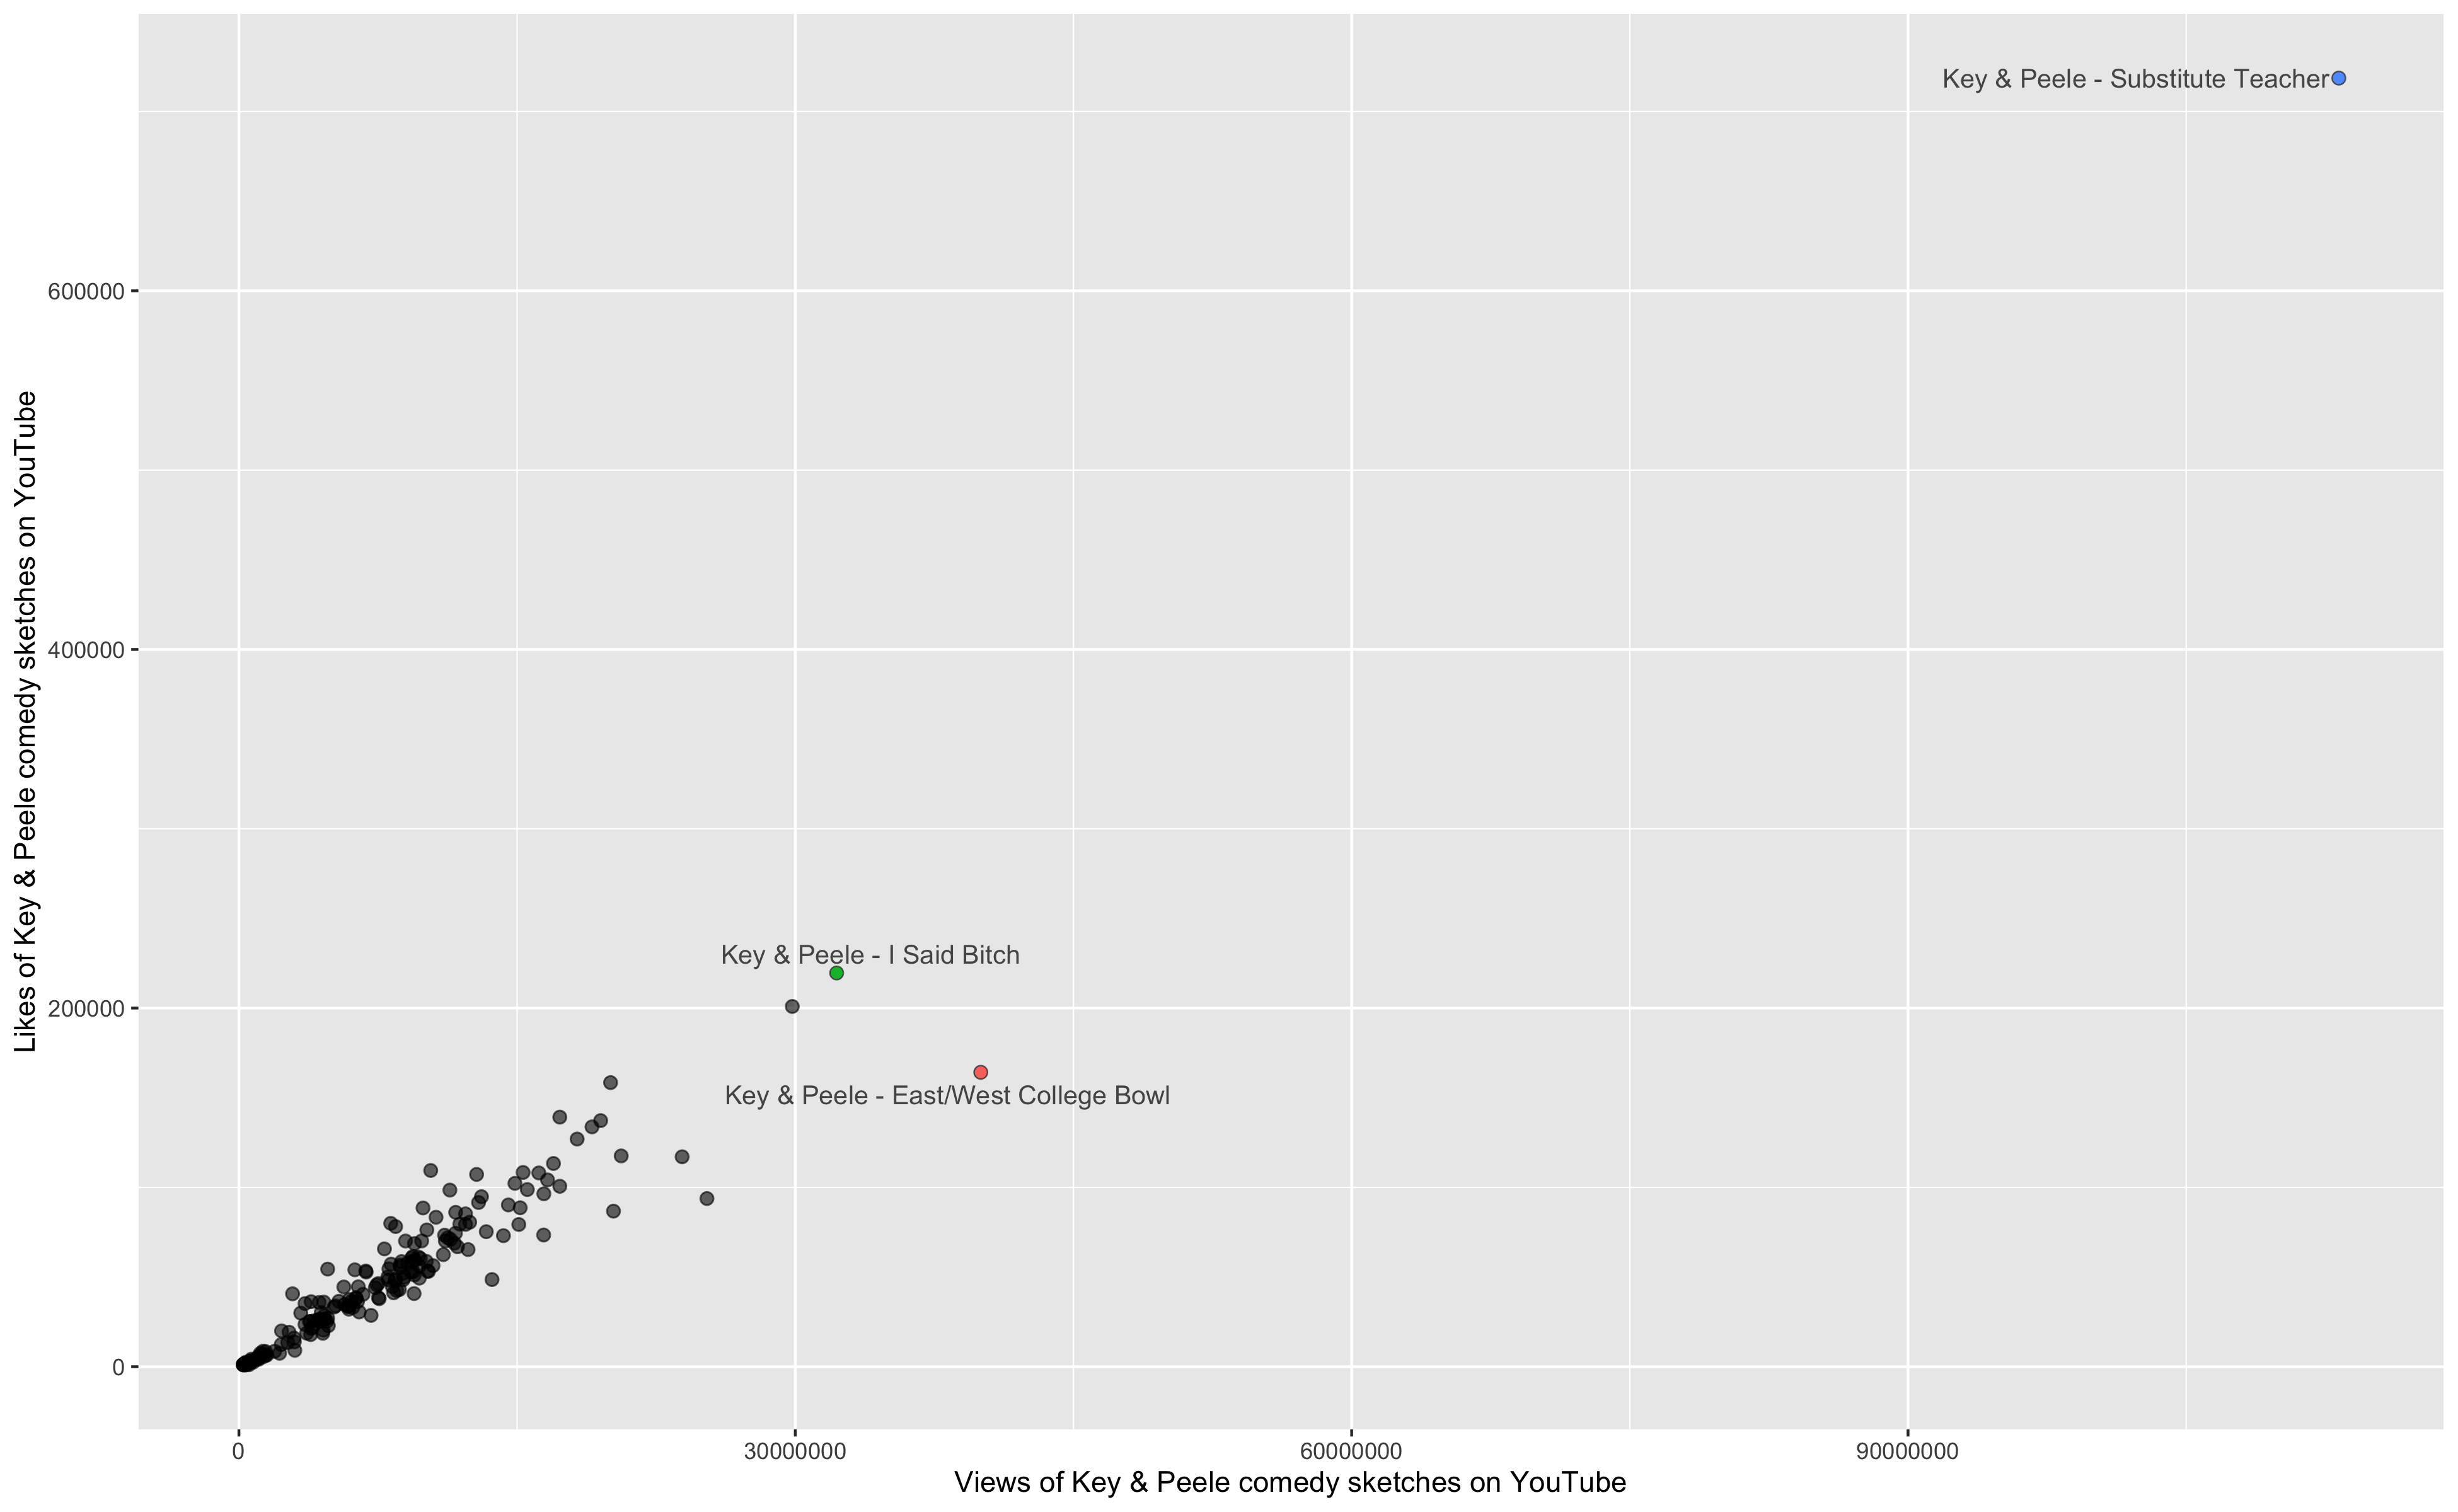 Key & Peele - Substitute Teacher
600000
400000
Key & Peele - I Said Bitch
200000
Key & Peele - East/West College Bowl
0
Likes of Key & Peele comedy sketches on YouTube
0
30000000
60000000
90000000
Views of Key & Peele comedy sketches on YouTube